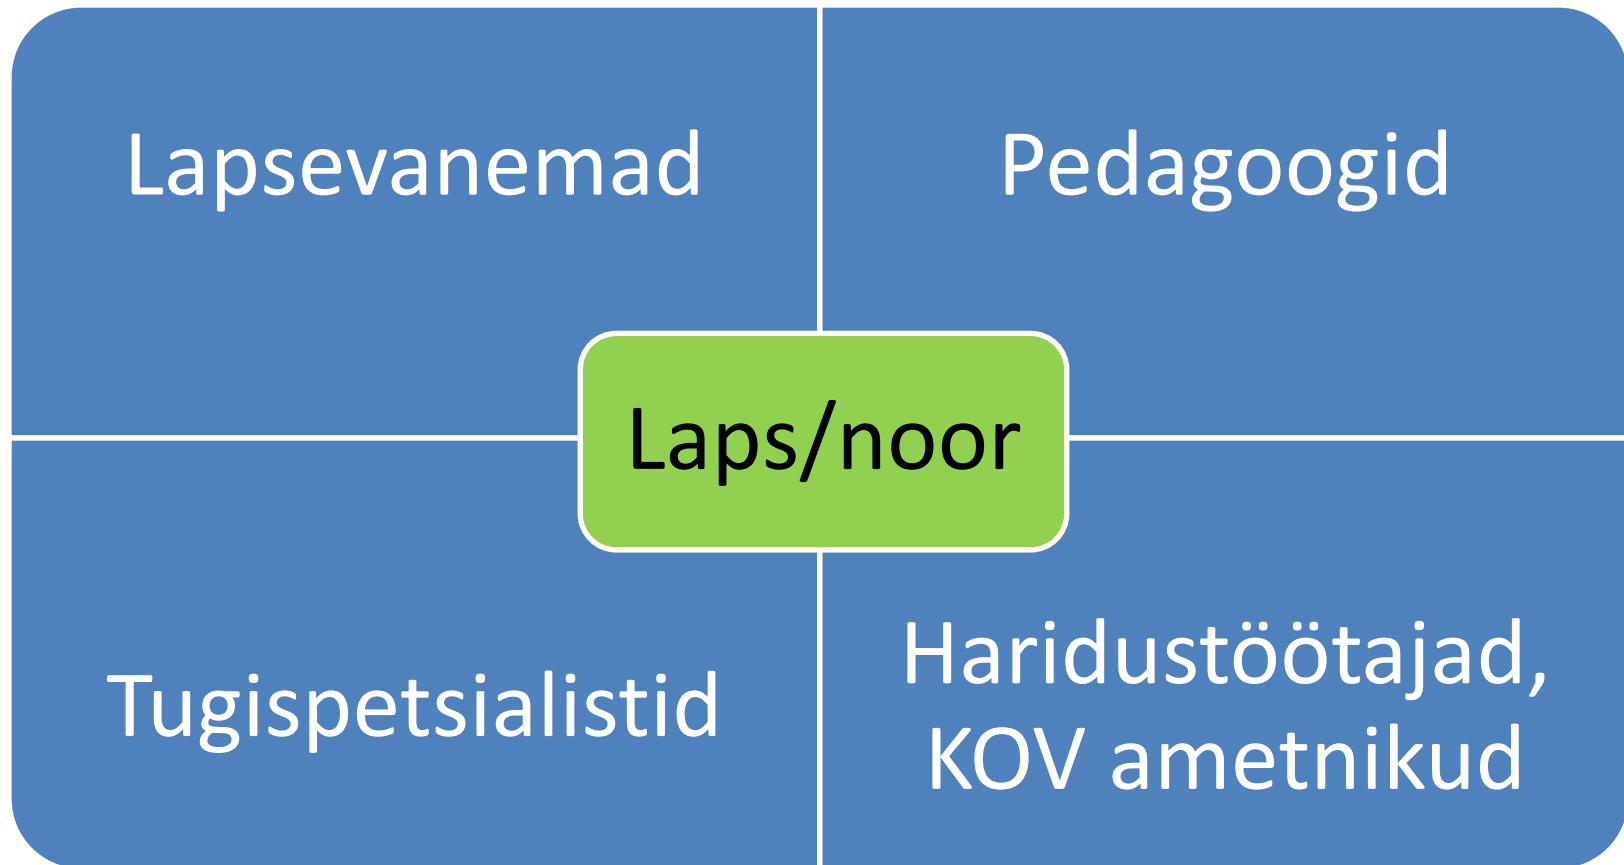 Lapsevanemad
Pedagoogid
Laps/noor
Tugispetsialistid
Haridustöötajad,
KOV ametnikud